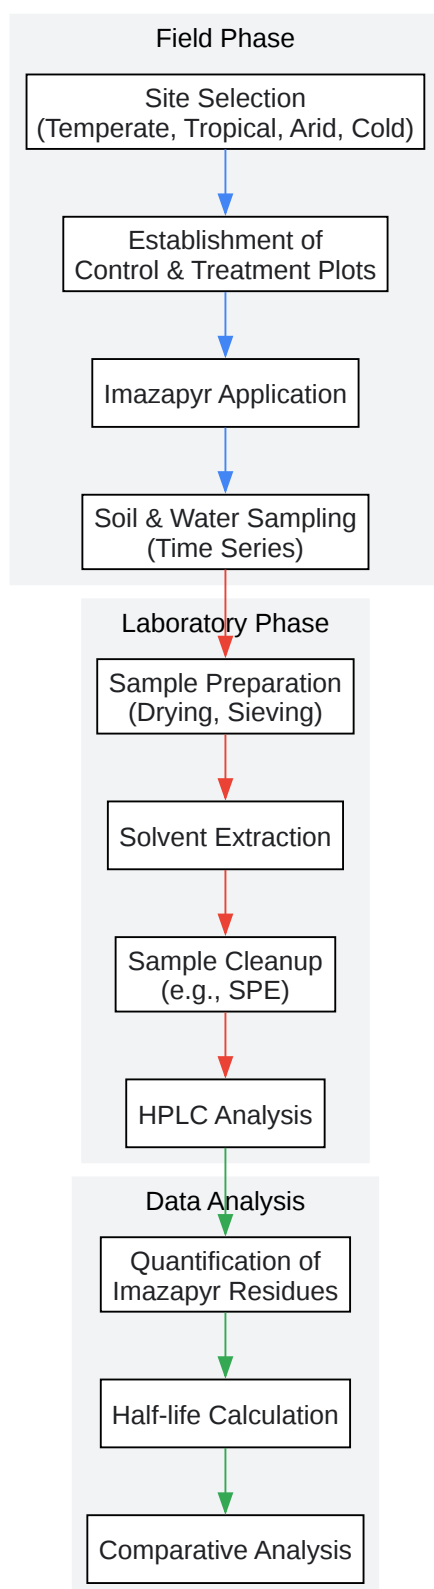 Field Phase
Site Selection
(Temperate, Tropical, Arid, Cold)
Establishment of
Control & Treatment Plots
Imazapyr Application
Soil & Water Sampling
(Time Series)
Laboratory Phase
Sample Preparation
(Drying, Sieving)
Solvent Extraction
Sample Cleanup
(e.g., SPE)
HPLC Analysis
Data Analysis
Quantification of
Imazapyr Residues
Half-life Calculation
Comparative Analysis